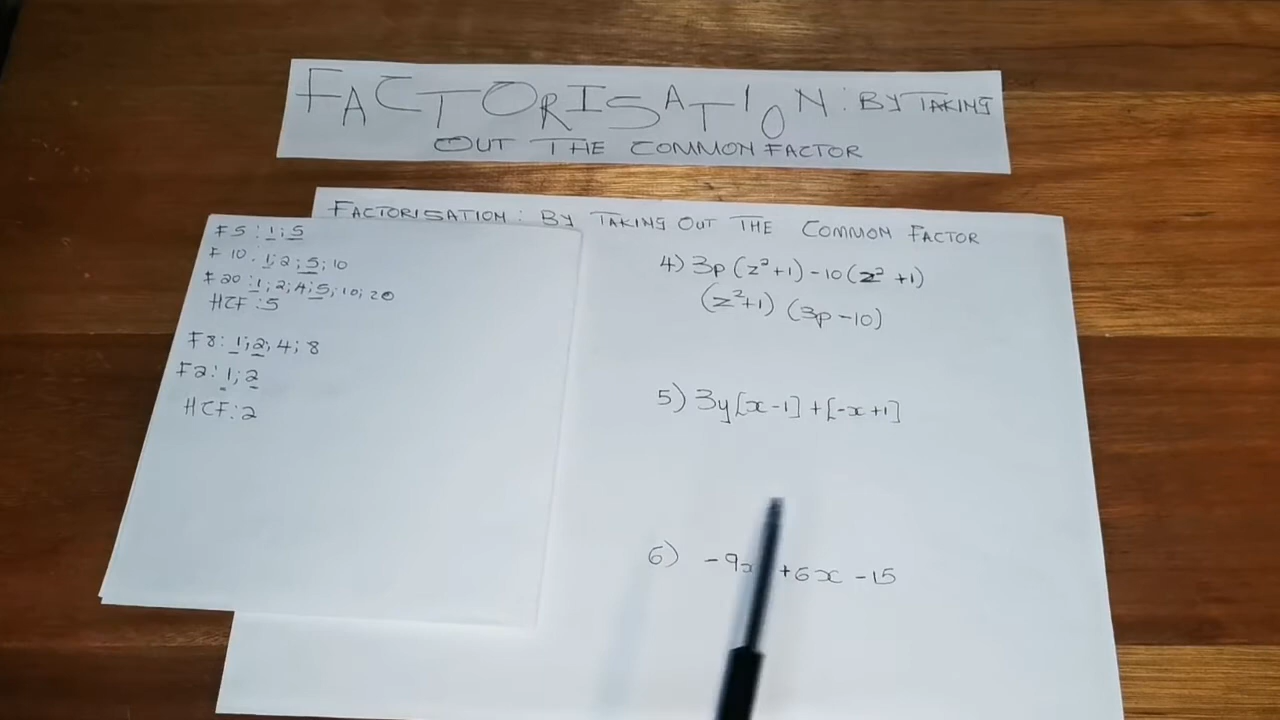 FACTORISATION: BY TAKING
OUT THE COMMON FACTOR
FACTORISATION: BY TAKING OUT THE COMMON FACTOR
F5: 1; 5
F10: 1; 2; 5; 10
F20: 1; 2; 4; 5; 10; 20
HCF: 5
F8: 1; 2; 4; 8
F2: 1; 2
HCF: 2
4) 3p(z²+1)-10(z²+1)
(z²+1)(3p-10)
5) 3y[x-1]+[-x+1]
6) -9x +6x -15